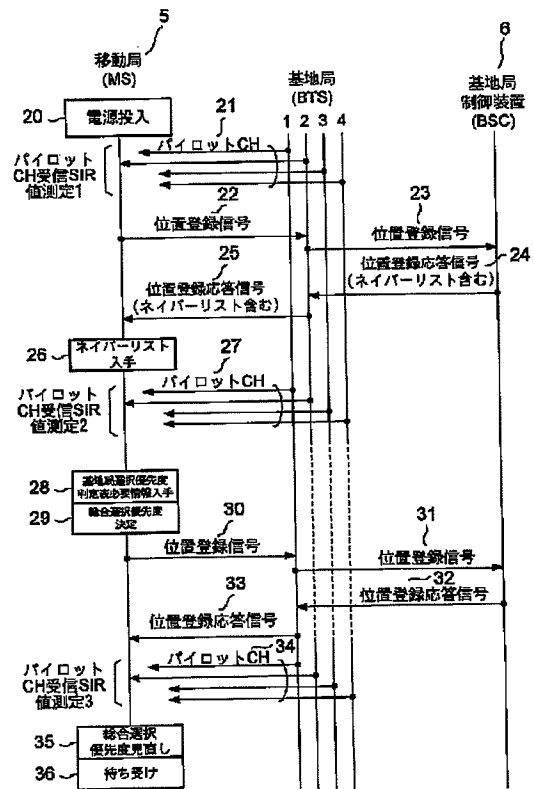 5
移動局
(MS)
基地局
(BTS)
1 2 3 4
6
基地局
制御装置
(BSC)
20
電源投入
21
パイロットCH
パイロット
CH受信SIR
値測定1
22
位置登録信号
23
位置登録信号
24
位置登録応答信号
(ネイバーリスト含む)
25
位置登録応答信号
(ネイバーリスト含む)
26
ネイバーリスト
入手
27
パイロットCH
パイロット
CH受信SIR
値測定2
28
基地局選択優先度
判定表必要情報入手
29
総合選択優先度
決定
30
位置登録信号
31
位置登録信号
32
位置登録応答信号
33
位置登録応答信号
34
パイロットCH
パイロット
CH受信SIR
値測定3
35
総合選択
優先度見直し
36
待ち受け